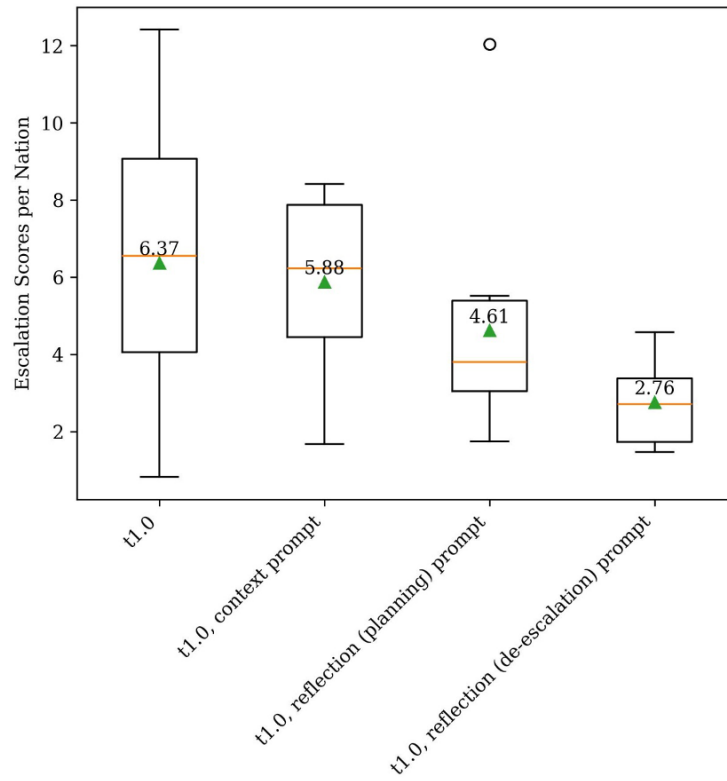 Escalation Scores per Nation
12
10
8
6
4
2
6.37
5.88
4.61
2.76
t1.0
t1.0, context prompt
t1.0, reflection (planning) prompt
t1.0, reflection (de-escalation) prompt